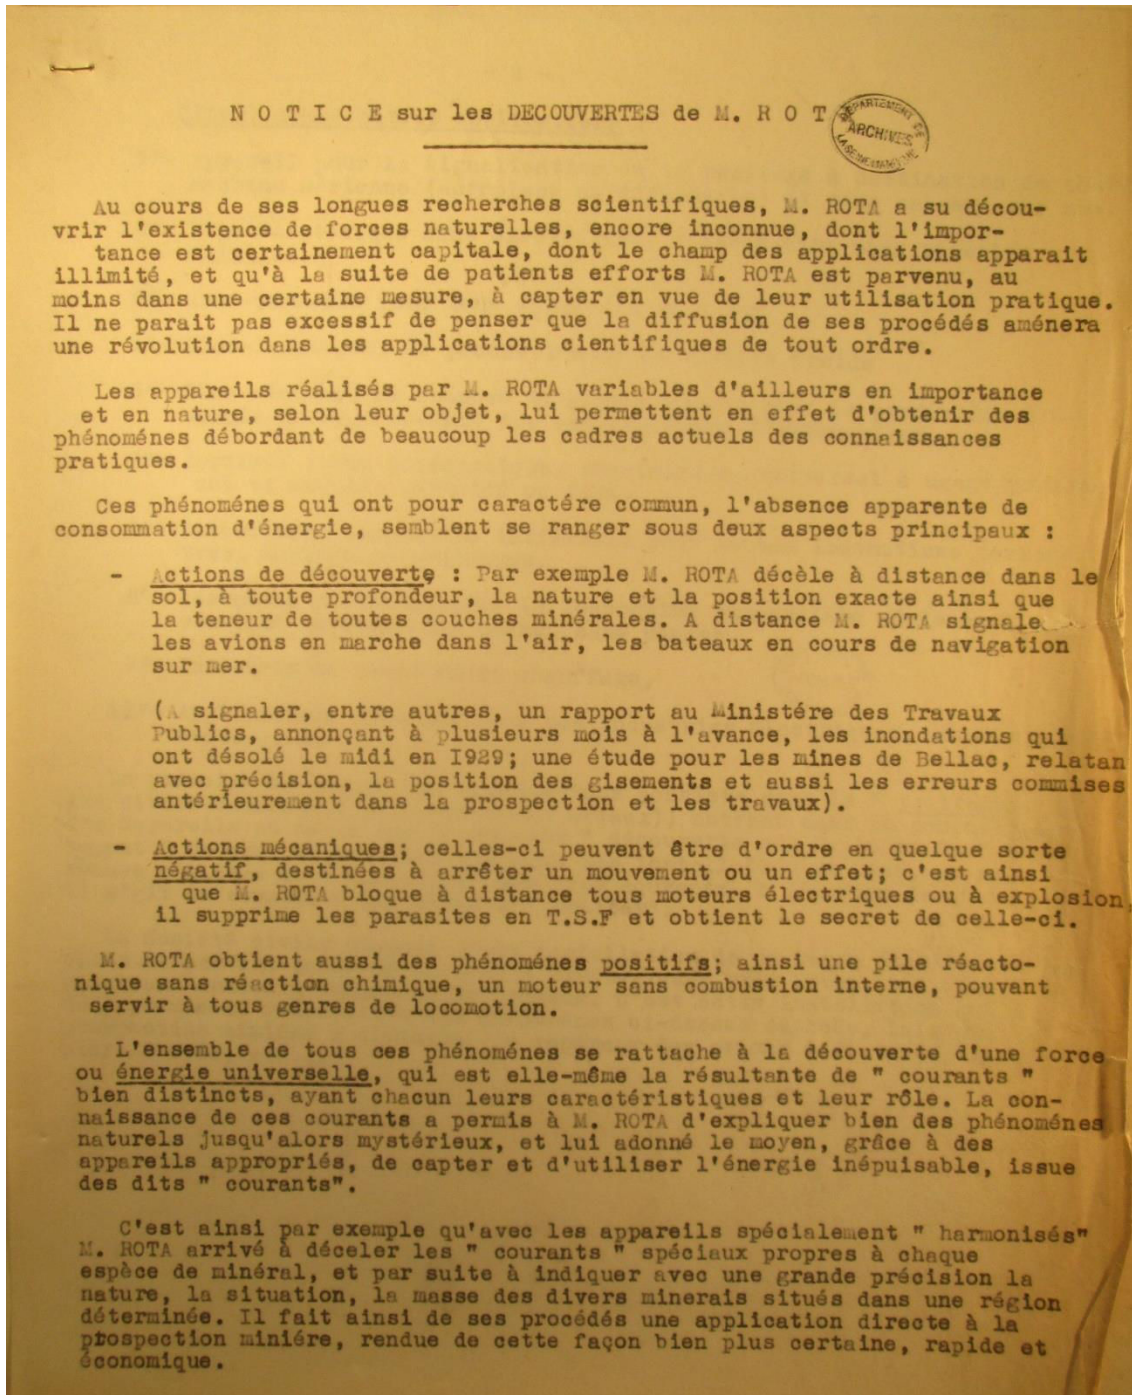 N O T I C E sur les DECOUVERTES de M. R O T
DEPARTEMENT DE
ARCHIVES
Au cours de ses longues recherches scientifiques, M. ROTA a su décou-
vrir l'existence de forces naturelles, encore inconnue, dont l'impor-
tance est certainement capitale, dont le champ des applications apparait
illimité, et qu'à la suite de patients efforts M. ROTA est parvenu, au
moins dans une certaine mesure, à capter en vue de leur utilisation pratique.
Il ne parait pas excessif de penser que la diffusion de ses procédés aménera
une révolution dans les applications cientifiques de tout ordre.
Les appareils réalisés par M. ROTA variables d'ailleurs en importance
et en nature, selon leur objet, lui permettent en effet d'obtenir des
phénoménes débordant de beaucoup les cadres actuels des connaissances
pratiques.
Ces phénoménes qui ont pour caractére commun, l'absence apparente de
consommation d'énergie, semblent se ranger sous deux aspects principaux :
- Actions de découverte : Par exemple M. ROTA décèle à distance dans le
sol, à toute profondeur, la nature et la position exacte ainsi que
la teneur de toutes couches minérales. A distance M. ROTA signale
les avions en marche dans l'air, les bateaux en cours de navigation
sur mer.
(A signaler, entre autres, un rapport au Ministére des Travaux
Publics, annonçant à plusieurs mois à l'avance, les inondations qui
ont désolé le midi en I929; une étude pour les mines de Bellac, relatan
avec précision, la position des gisements et aussi les erreurs commises
antérieurement dans la prospection et les travaux).
- Actions mécaniques; celles-ci peuvent être d'ordre en quelque sorte
négatif, destinées à arrêter un mouvement ou un effet; c'est ainsi
que M. ROTA bloque à distance tous moteurs électriques ou à explosion,
il supprime les parasites en T.S.F et obtient le secret de celle-ci.
M. ROTA obtient aussi des phénoménes positifs; ainsi une pile réacto-
nique sans réaction chimique, un moteur sans combustion interne, pouvant
servir à tous genres de locomotion.
L'ensemble de tous ces phénoménes se rattache à la découverte d'une force
ou énergie universelle, qui est elle-même la résultante de " courants "
bien distincts, ayant chacun leurs caractéristiques et leur rôle. La con-
naissance de ces courants a permis à M. ROTA d'expliquer bien des phénoménes
naturels jusqu'alors mystérieux, et lui adonné le moyen, grâce à des
appareils appropriés, de capter et d'utiliser l'énergie inépuisable, issue
des dits " courants".
C'est ainsi par exemple qu'avec les appareils spécialement " harmonisés"
M. ROTA arrivé à déceler les " courants " spéciaux propres à chaque
espèce de minéral, et par suite à indiquer avec une grande précision la
nature, la situation, la masse des divers minerais situés dans une région
déterminée. Il fait ainsi de ses procédés une application directe à la
prospection miniére, rendue de cette façon bien plus certaine, rapide et
économique.